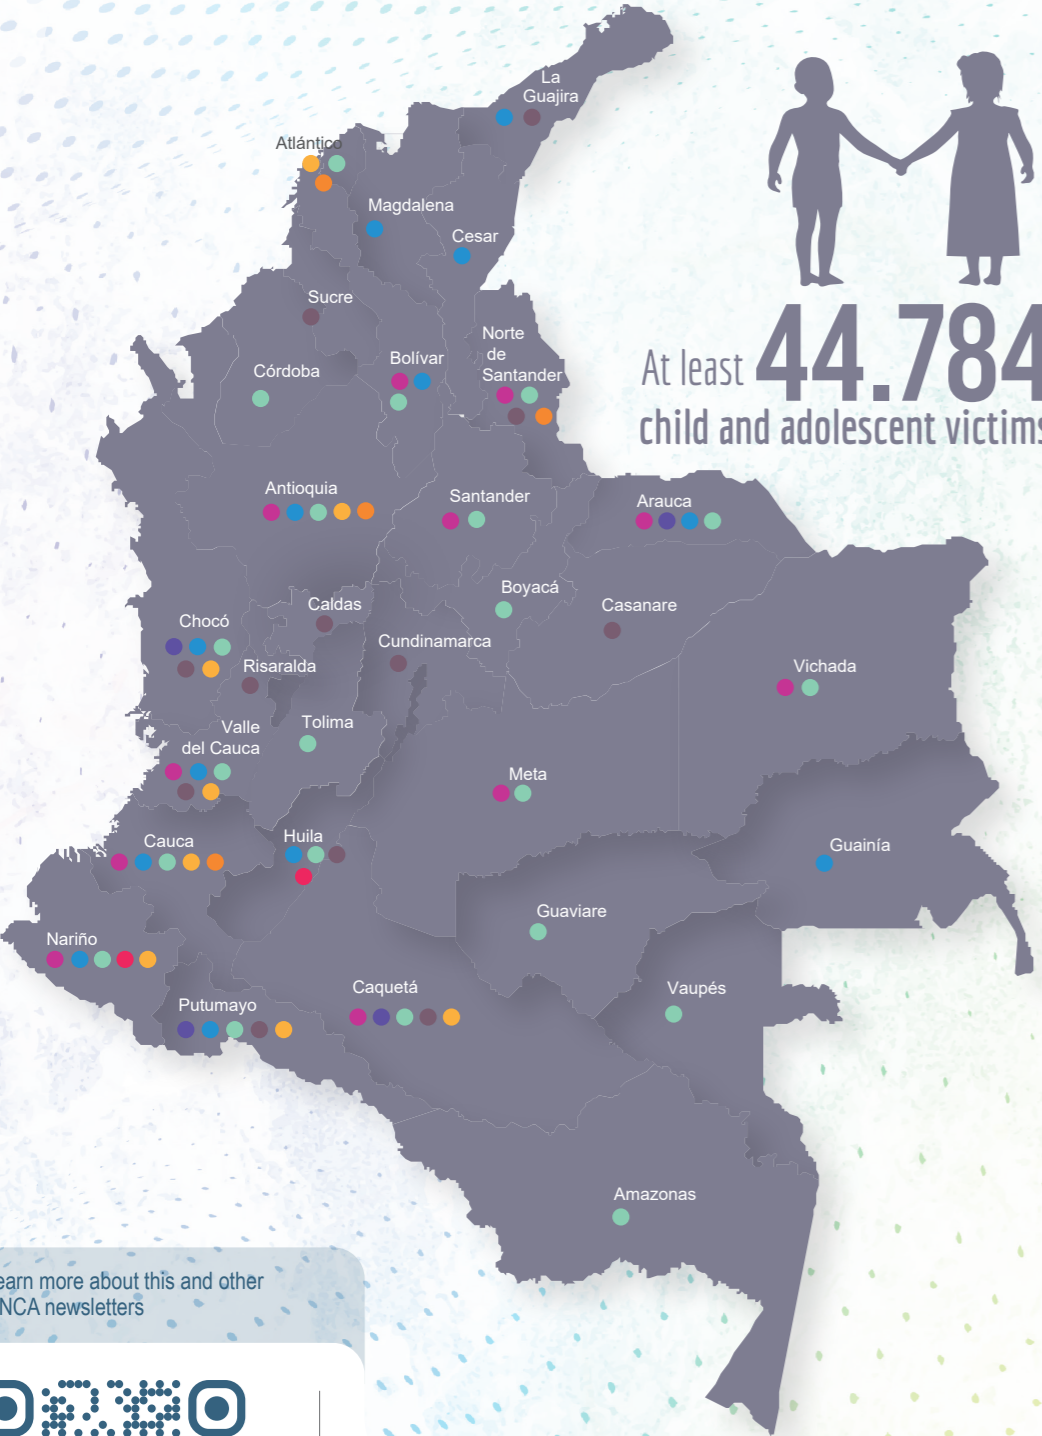 La
Guajira
Atlántico
Magdalena
Cesar
Sucre
Norte
de
Santander
Bolívar
Córdoba
At least 44.784
child and adolescent victims
Antioquia
Santander
Arauca
Boyacá
Caldas
Casanare
Chocó
Cundinamarca
Risaralda
Vichada
Valle
del Cauca
Tolima
Meta
Cauca
Huila
Guainía
Guaviare
Nariño
Caquetá
Vaupés
Putumayo
Amazonas
earn more about this and other
NCA newsletters